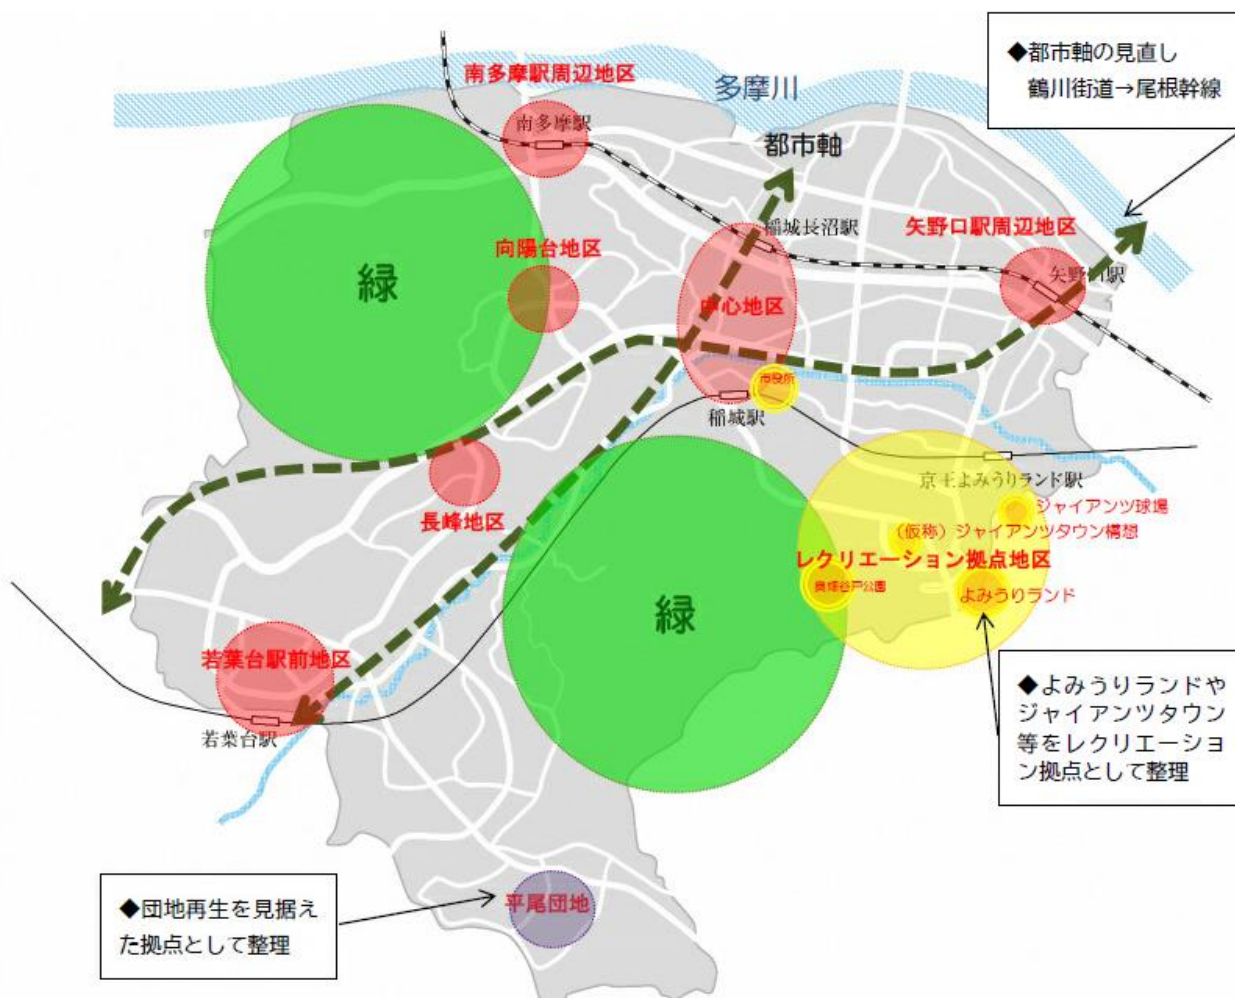 ◆都市軸の見直し
鶴川街道→尾根幹線
南多摩駅周辺地区
多摩川
南多摩駅
都市軸
稲城長沼駅
矢野口駅周辺地区
向陽台地区
緑
矢野口駅
中心地区
市役所
稲城駅
京王よみうりランド駅
長峰地区
ジャイアンツ球場
(仮称)ジャイアンツタウン構想
レクリエーション拠点地区
よみうりランド
緑
若葉台駅前地区
若葉台駅
◆よみうりランドや
ジャイアンツタウン
等をレクリエーショ
ン拠点として整理
◆団地再生を見据え
た拠点として整理
平尾団地